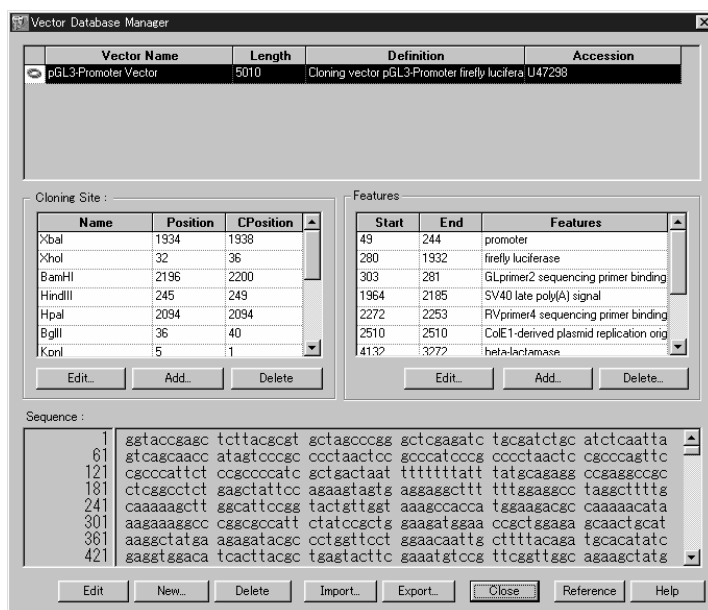 Vector Database Manager
Vector Name Length Definition Accession
pGL3-Promoter Vector 5010 Cloning vector pGL3-Promoter firefly lucifera U47298
Cloning Site : Features
Name Position CPosition Start End Features
XbaI 1934 1938 49 244 promoter
XhoI 32 36 280 1932 firefly luciferase
BamHI 2196 2200 303 281 GLprimer2 sequencing primer binding
HindIII 245 249 1964 2185 SV40 late poly(A) signal
HpaI 2094 2094 2272 2253 RVprimer4 sequencing primer binding
BglII 36 40 2510 2510 ColE1-derived plasmid replication orig
KpnI 5 1 4132 3272 beta-lactamase
Edit... Add... Delete Edit... Add... Delete...
Sequence :
1 ggtaccgagc tcttacgcgt gctagcccgg gctcgagatc tgcgatctgc atctcaatta
61 gtcagcaacc atagtcccgc ccctaactcc gcccatcccg cccctaactc cgcccagttc
121 cgcccattct ccgccccatc gctgactaat tttttttatt tatgcagagg ccgaggccgc
181 ctcggcctct gagctattcc agaagtagtg aggaggcttt tttggaggcc taggcttttg
241 caaaaagctt ggcattccgg tactgttggt aaagccacca tggaagacgc caaaaacata
301 aagaaaggcc cggcgccatt ctatccgctg gaagatggaa ccgctggaga gcaactgcat
361 aaggctatga agagatacgc cctggttcct ggaacaattg cttttacaga tgcacatatc
421 gaggtggaca tcacttacgc tgagtacttc gaaatgtccg ttcggttggc agaagctatg
Edit New... Delete Import... Export... Close Reference Help